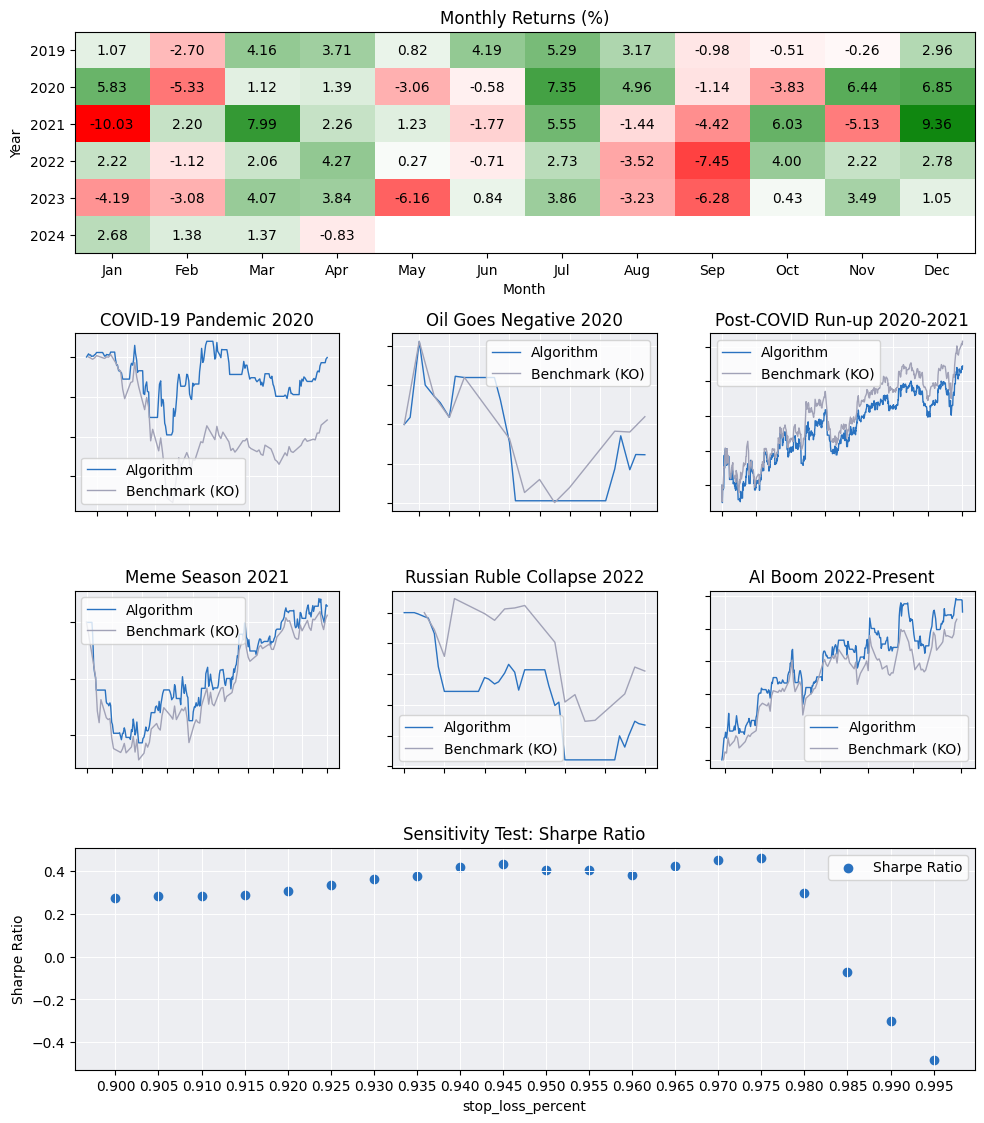 Monthly Returns (%)
Year
2019 1.07 -2.70 4.16 3.71 0.82 4.19 5.29 3.17 -0.98 -0.51 -0.26 2.96
2020 5.83 -5.33 1.12 1.39 -3.06 -0.58 7.35 4.96 -1.14 -3.83 6.44 6.85
2021 -10.03 2.20 7.99 2.26 1.23 -1.77 5.55 -1.44 -4.42 6.03 -5.13 9.36
2022 2.22 -1.12 2.06 4.27 0.27 -0.71 2.73 -3.52 -7.45 4.00 2.22 2.78
2023 -4.19 -3.08 4.07 3.84 -6.16 0.84 3.86 -3.23 -6.28 0.43 3.49 1.05
2024 2.68 1.38 1.37 -0.83
Jan Feb Mar Apr May Jun Jul Aug Sep Oct Nov Dec
Month
COVID-19 Pandemic 2020
Algorithm
Benchmark (KO)
Oil Goes Negative 2020
Algorithm
Benchmark (KO)
Post-COVID Run-up 2020-2021
Algorithm
Benchmark (KO)
Meme Season 2021
Algorithm
Benchmark (KO)
Russian Ruble Collapse 2022
Algorithm
Benchmark (KO)
AI Boom 2022-Present
Algorithm
Benchmark (KO)
Sensitivity Test: Sharpe Ratio
Sharpe Ratio
Sharpe Ratio
0.4
0.2
0.0
−0.2
−0.4
0.900 0.905 0.910 0.915 0.920 0.925 0.930 0.935 0.940 0.945 0.950 0.955 0.960 0.965 0.970 0.975 0.980 0.985 0.990 0.995
stop_loss_percent